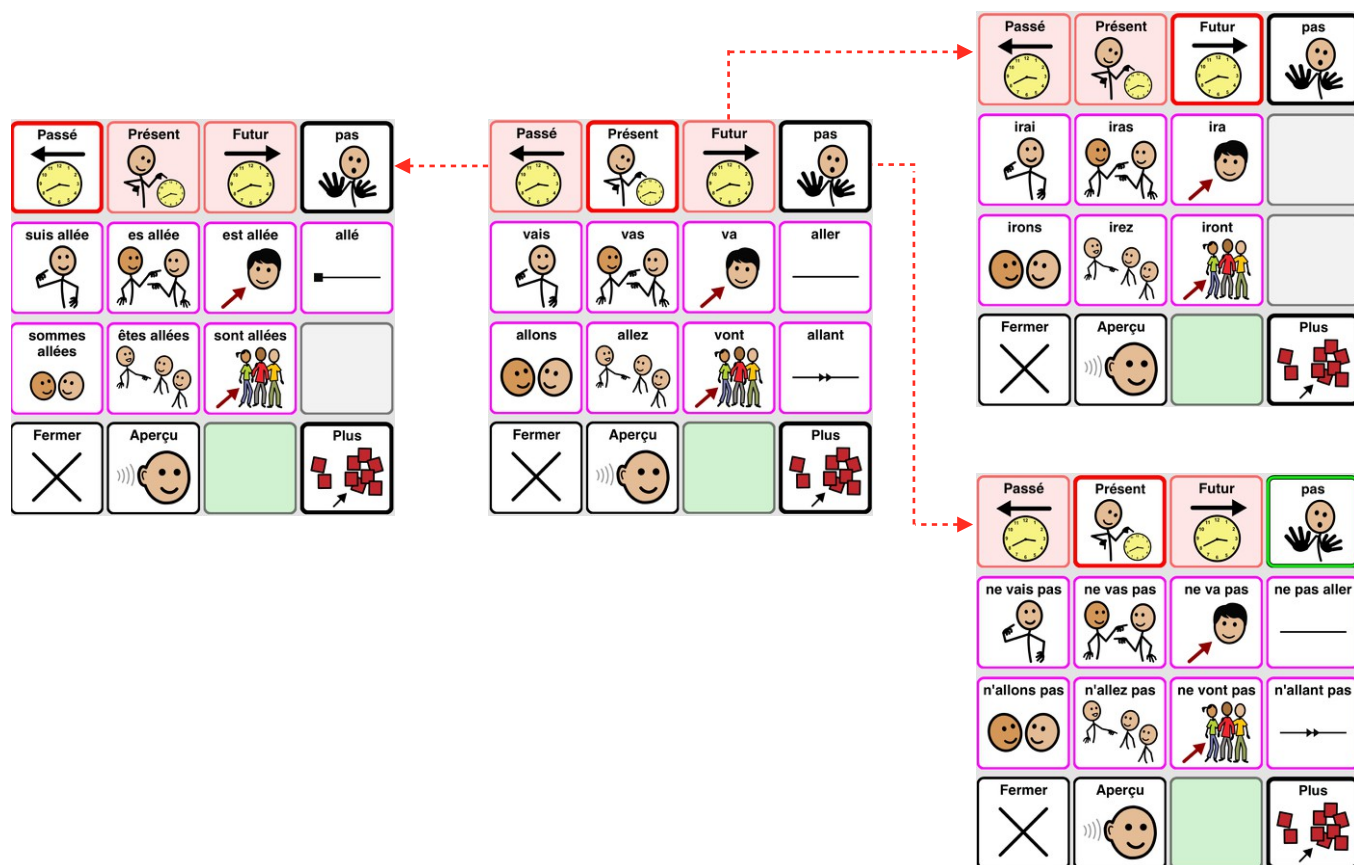 Passé Présent Futur pas
suis allée es allée est allée allé
sommes allées êtes allées sont allées
Fermer Aperçu Plus
Passé Présent Futur pas
vais vas va aller
allons allez vont allant
Fermer Aperçu Plus
Passé Présent Futur pas
irai iras ira
irons irez iront
Fermer Aperçu Plus
Passé Présent Futur pas
ne vais pas ne vas pas ne va pas ne pas aller
n'allons pas n'allez pas ne vont pas n'allant pas
Fermer Aperçu Plus